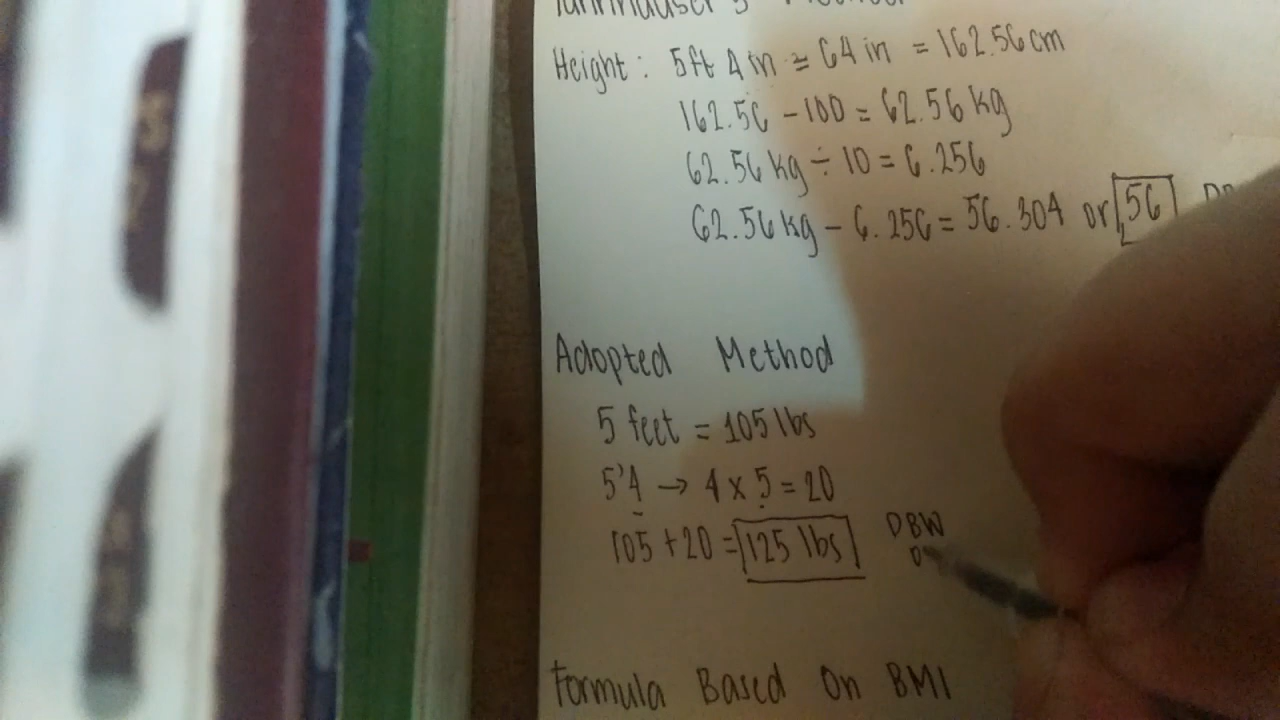 Height : 5ft 4 in = 64 in = 162.56 cm
162.56 - 100 = 62.56 kg
62.56 kg ÷ 10 = 6.256
62.56 kg - 6.256 = 56.304 or 56
Adopted Method
5 feet = 105 lbs
5'4 → 4 x 5 = 20
105 + 20 = 125 lbs DBW
Formula Based On BMI